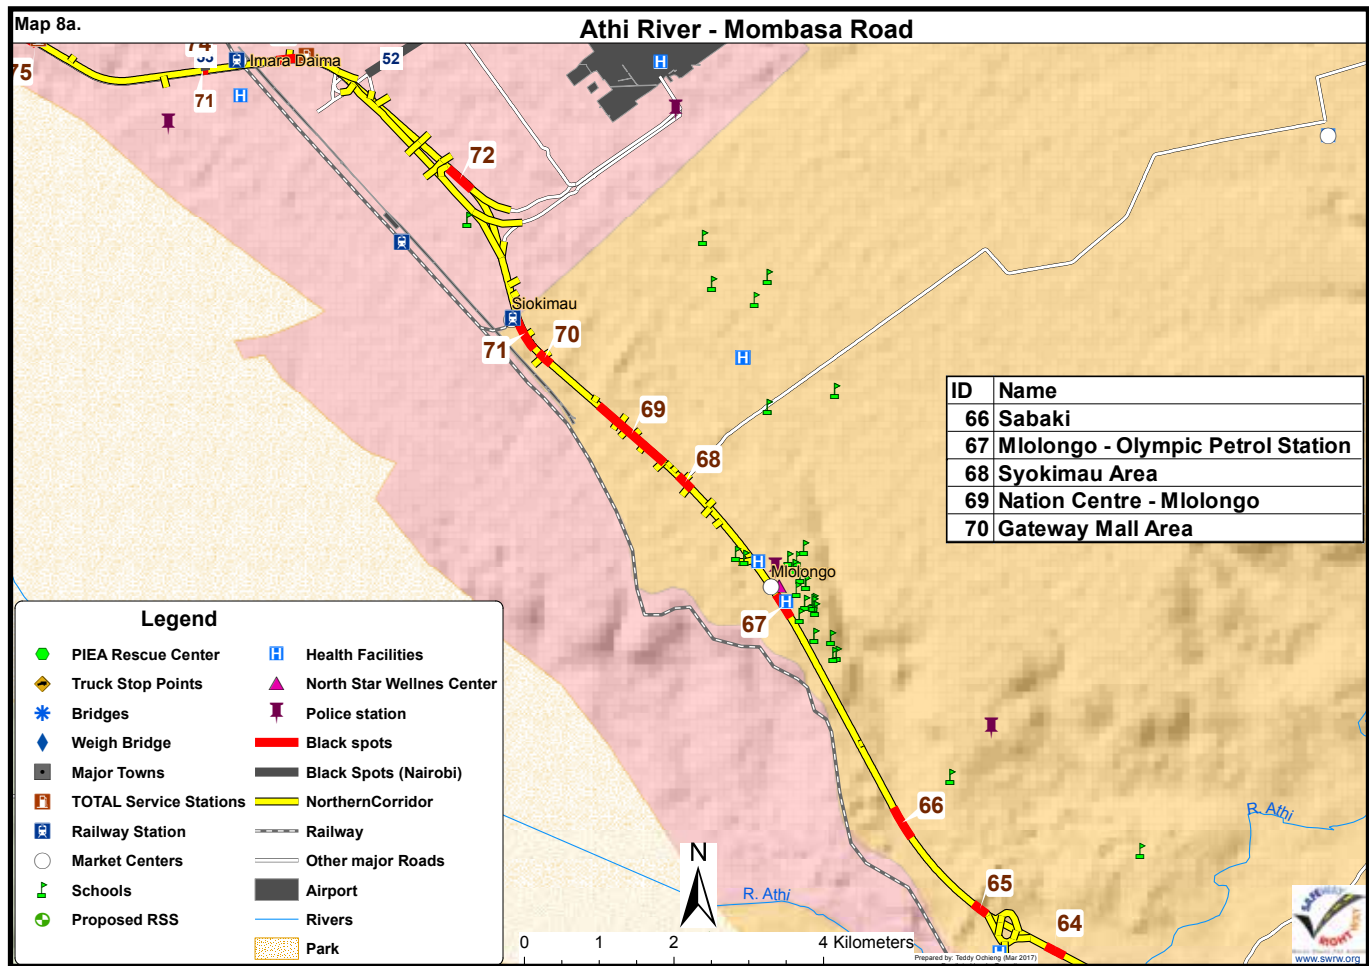 Map 8a.
Athi River - Mombasa Road
74
53
Imara Daima
52
75
71
72
Siokimau
71
70
69
68
ID Name
66 Sabaki
67 Mlolongo - Olympic Petrol Station
68 Syokimau Area
69 Nation Centre - Mlolongo
70 Gateway Mall Area
Mlolongo
67
66
R. Athi
65
64
R. Athi
Legend
PIEA Rescue Center
Truck Stop Points
Bridges
Weigh Bridge
Major Towns
TOTAL Service Stations
Railway Station
Market Centers
Schools
Proposed RSS
Health Facilities
North Star Wellnes Center
Police station
Black spots
Black Spots (Nairobi)
NorthernCorridor
Railway
Other major Roads
Airport
Rivers
Park
N
0 1 2 4 Kilometers
Prepared by: Teddy Ochieng (Mar 2017)
SAFEWAY
RIGHT WAY
www.swrw.org